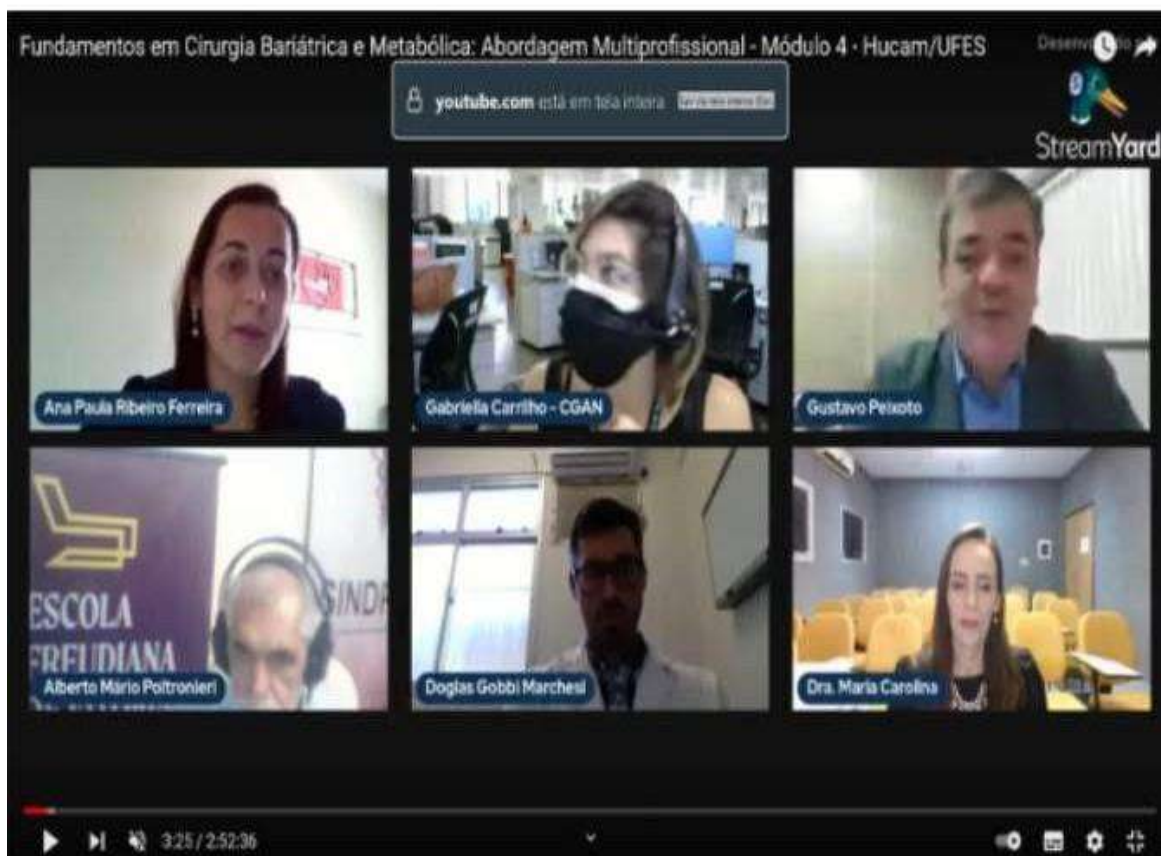 Fundamentos em Cirurgia Bariátrica e Metabólica: Abordagem Multiprofissional - Módulo 4 - Hucam/UFES
youtube.com está em tela inteira
StreamYard
Ana Paula Ribeiro Ferreira
Gabriella Carrilho - CGAN
Gustavo Peixoto
ESCOLA
FREUDIANA
SINDI
Alberto Mário Poltronieri
Doglas Gobbi Marchesi
Dra. Maria Carolina
3:25 / 2:52:36